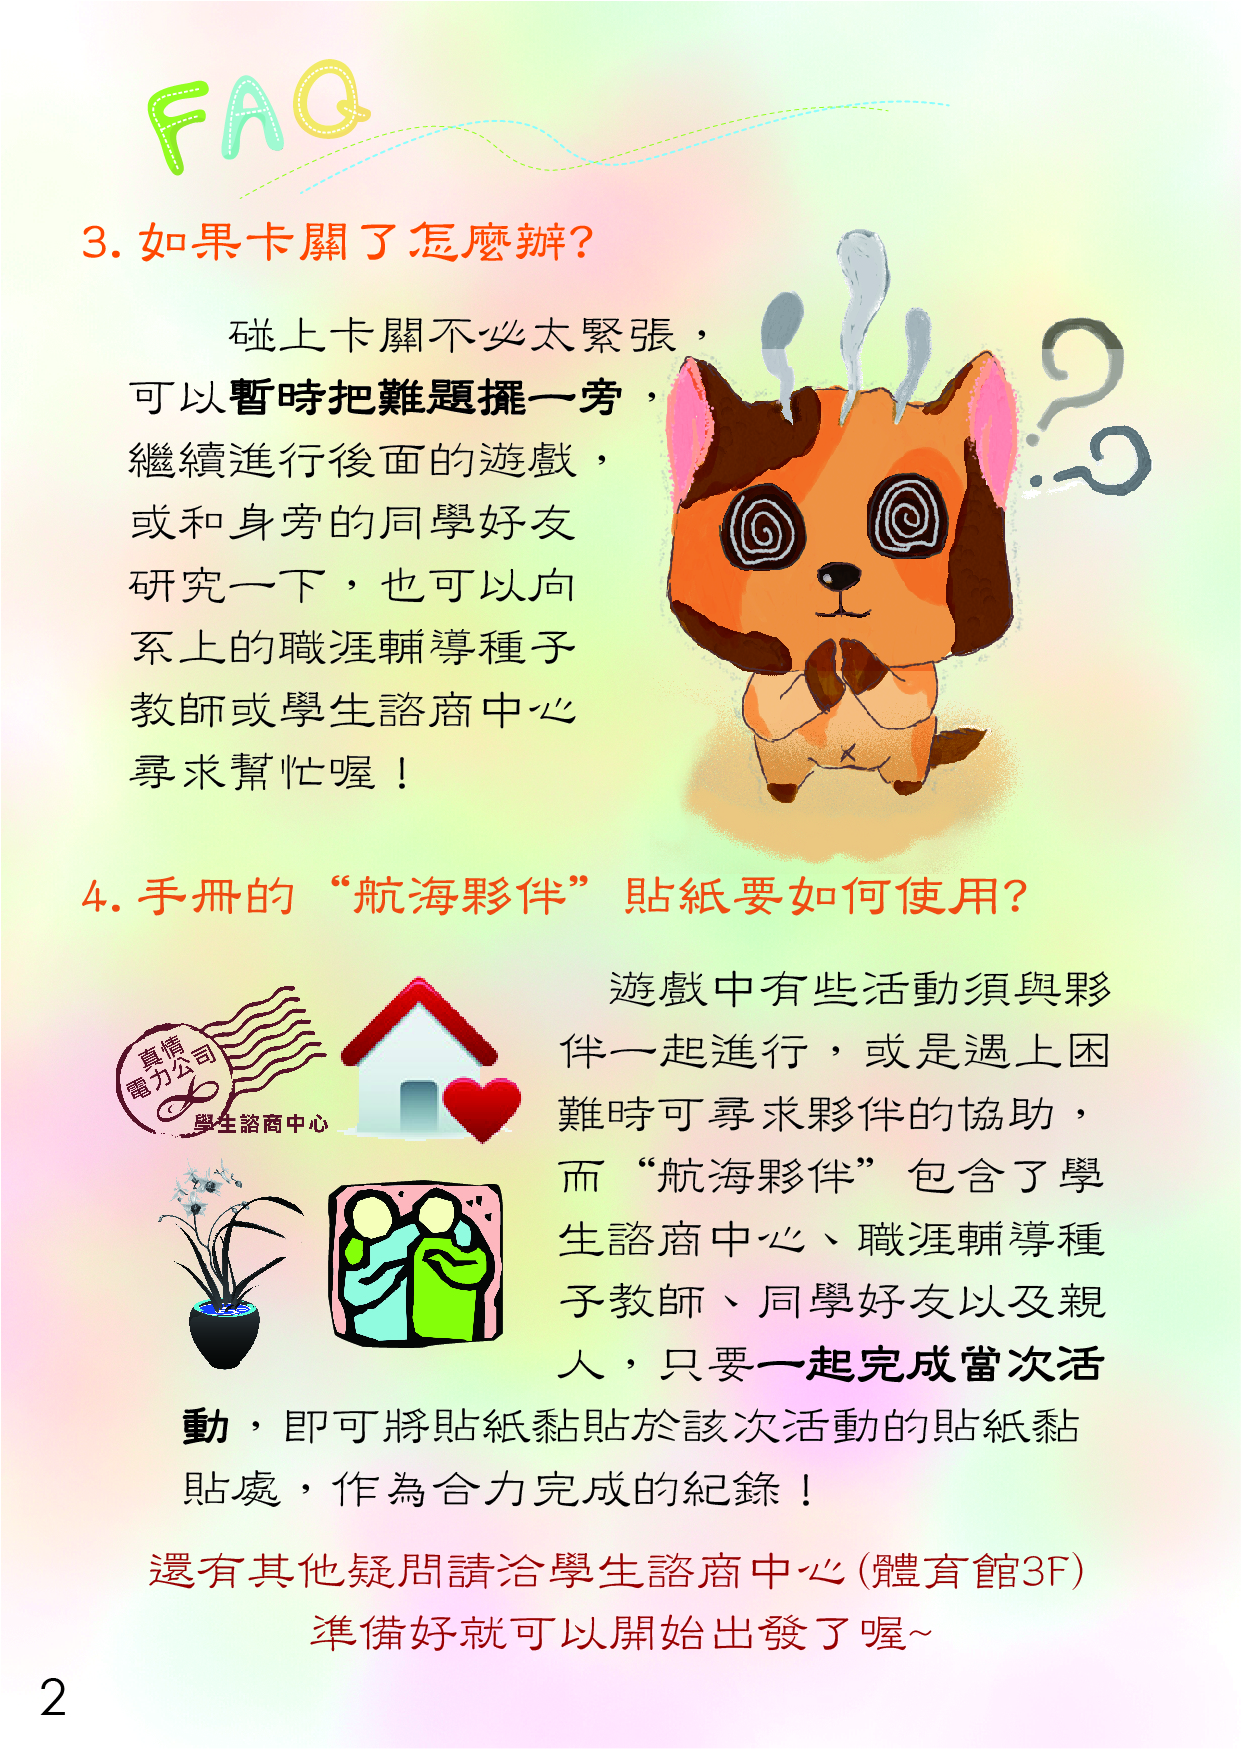 FAQ
3. 如果卡關了怎麼辦?
碰上卡關不必太緊張，
可以暫時把難題擺一旁，
繼續進行後面的遊戲，
或和身旁的同學好友
研究一下，也可以向
系上的職涯輔導種子
教師或學生諮商中心
尋求幫忙喔！
4. 手冊的“航海夥伴”貼紙要如何使用?
真情
電力公司
學生諮商中心
遊戲中有些活動須與夥
伴一起進行，或是遇上困
難時可尋求夥伴的協助，
而“航海夥伴”包含了學
生諮商中心、職涯輔導種
子教師、同學好友以及親
人，只要一起完成當次活
動，即可將貼紙黏貼於該次活動的貼紙黏
貼處，作為合力完成的紀錄！
還有其他疑問請洽學生諮商中心(體育館3F)
準備好就可以開始出發了喔~
2